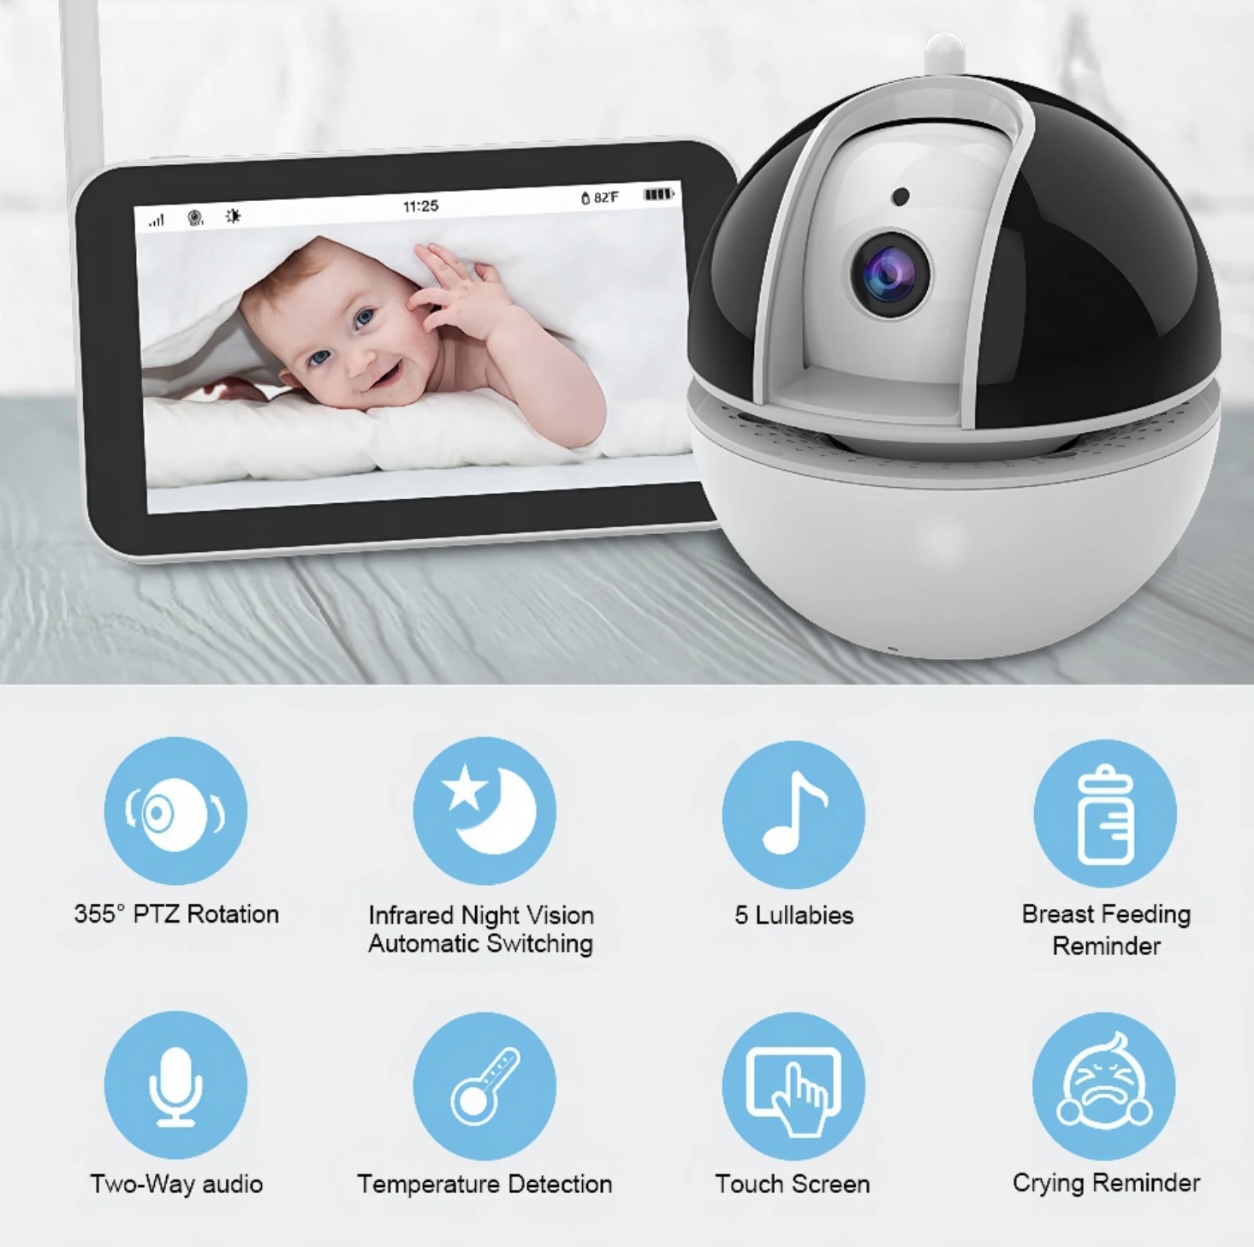 11:25
82°F
355° PTZ Rotation
Infrared Night Vision
Automatic Switching
5 Lullabies
Breast Feeding
Reminder
Two-Way audio
Temperature Detection
Touch Screen
Crying Reminder